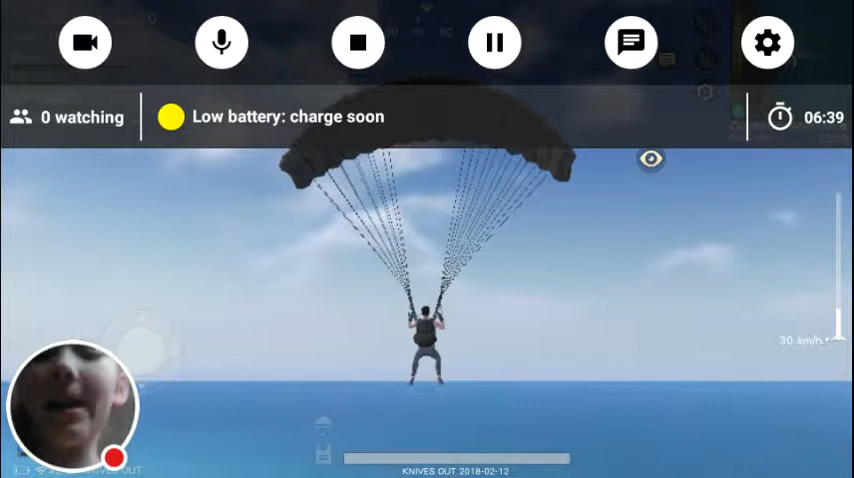 0 watching
Low battery: charge soon
06:39
30 km/h
KNIVES OUT 2018-02-12